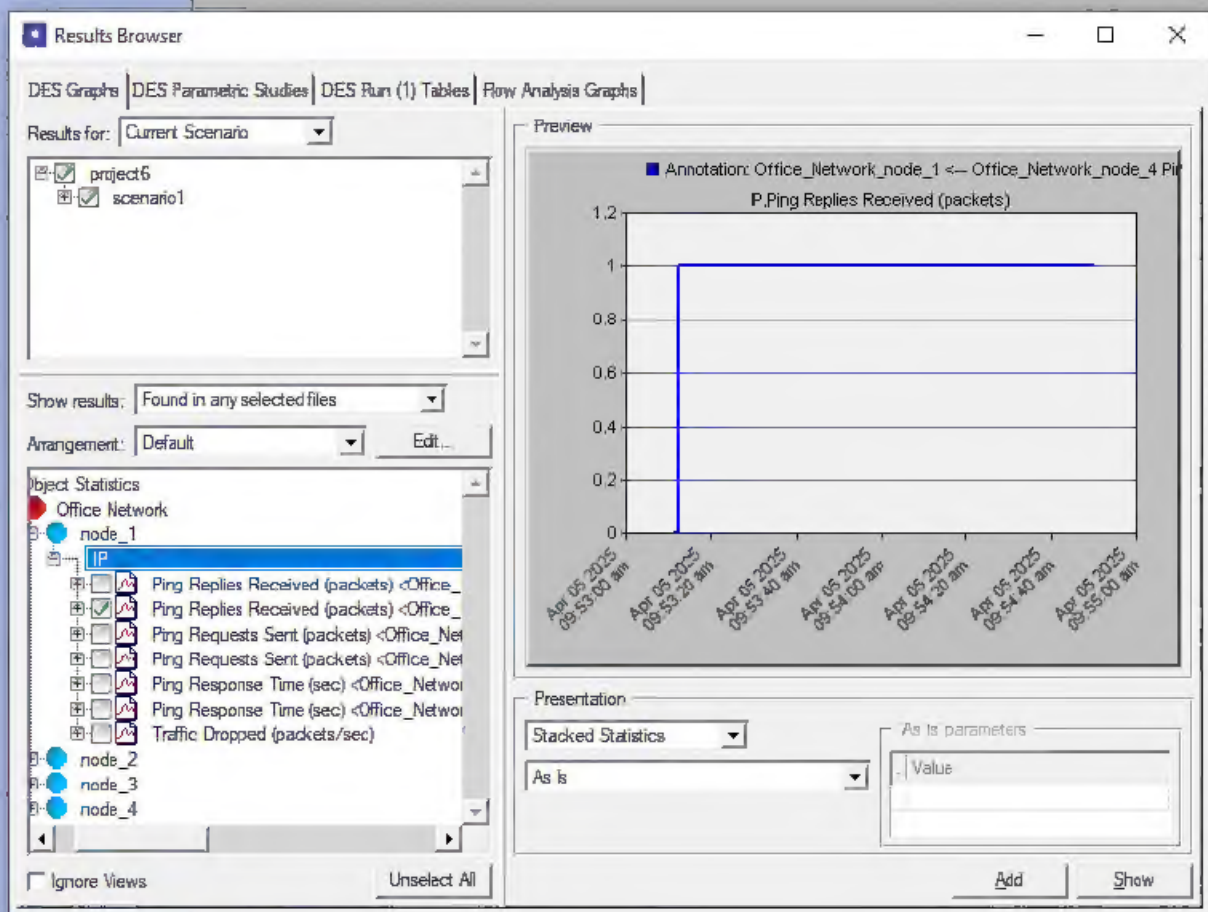 Results Browser
DES Graphs
DES Parametric Studies
DES Run (1) Tables
Flow Analysis Graphs
Results for:
Current Scenario
project6
scenario1
Show results:
Found in any selected files
Arrangement:
Default
Edit...
Object Statistics
Office Network
node_1
IP
Ping Replies Received (packets) <Office_
Ping Replies Received (packets) <Office_
Ping Requests Sent (packets) <Office_Net
Ping Requests Sent (packets) <Office_Net
Ping Response Time (sec) <Office_Networ
Ping Response Time (sec) <Office_Networ
Traffic Dropped (packets/sec)
node_2
node_3
node_4
Ignore Views
Unselect All
Preview
Annotation: Office_Network_node_1 <-- Office_Network_node_4 Pin
IP.Ping Replies Received (packets)
1.2
1
0.8
0.6
0.4
0.2
0
Apr 05 2025
09:53:00 am
Apr 05 2025
09:53:20 am
Apr 05 2025
09:53:40 am
Apr 05 2025
09:54:00 am
Apr 05 2025
09:54:20 am
Apr 05 2025
09:54:40 am
Apr 05 2025
09:55:00 am
Presentation
Stacked Statistics
As Is
As Is parameters
Value
Add
Show